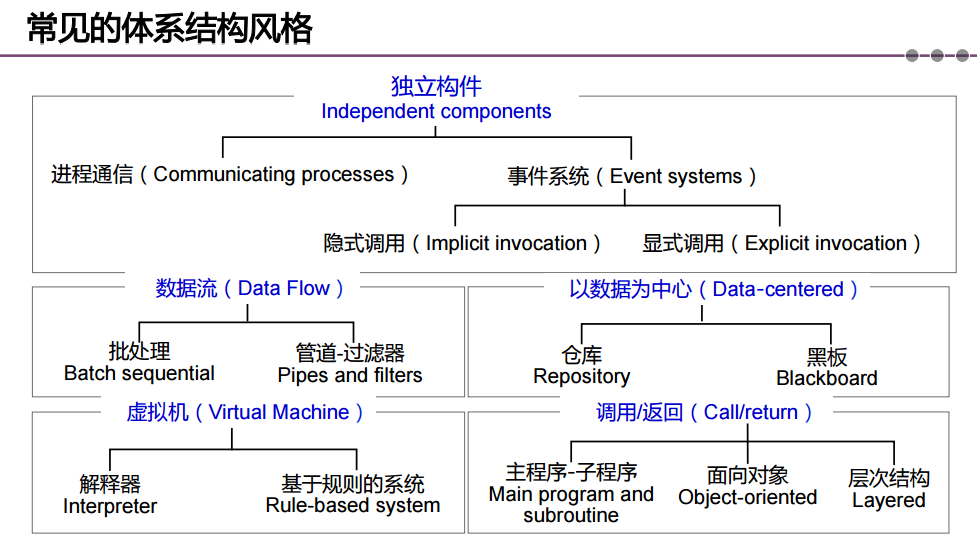 常见的体系结构风格
独立构件
Independent components
进程通信（Communicating processes）
事件系统（Event systems）
隐式调用（Implicit invocation）
显式调用（Explicit invocation）
数据流（Data Flow）
批处理
Batch sequential
管道-过滤器
Pipes and filters
以数据为中心（Data-centered）
仓库
Repository
黑板
Blackboard
虚拟机（Virtual Machine）
解释器
Interpreter
基于规则的系统
Rule-based system
调用/返回（Call/return）
主程序-子程序
Main program and
subroutine
面向对象
Object-oriented
层次结构
Layered